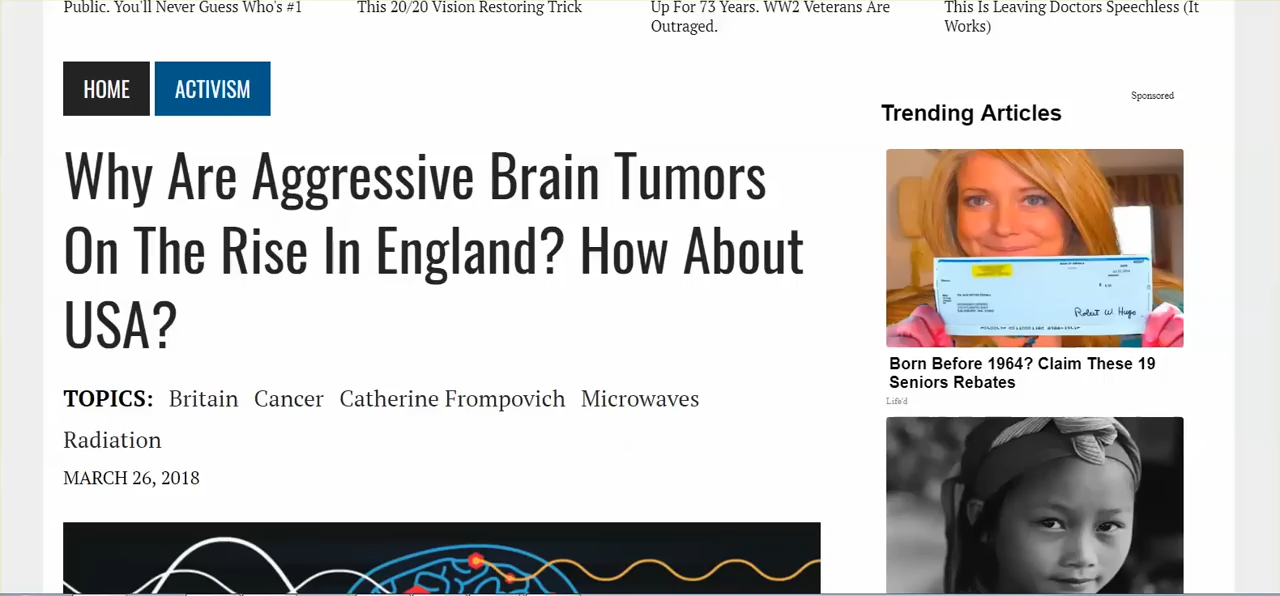 Public. You'll Never Guess Who's #1
This 20/20 Vision Restoring Trick
Up For 73 Years. WW2 Veterans Are
Outraged.
This Is Leaving Doctors Speechless (It
Works)
HOME
ACTIVISM
Why Are Aggressive Brain Tumors
On The Rise In England? How About
USA?
TOPICS: Britain Cancer Catherine Frompovich Microwaves
Radiation
MARCH 26, 2018
Sponsored
Trending Articles
Robert W. Hugo
Born Before 1964? Claim These 19
Seniors Rebates
Life'd